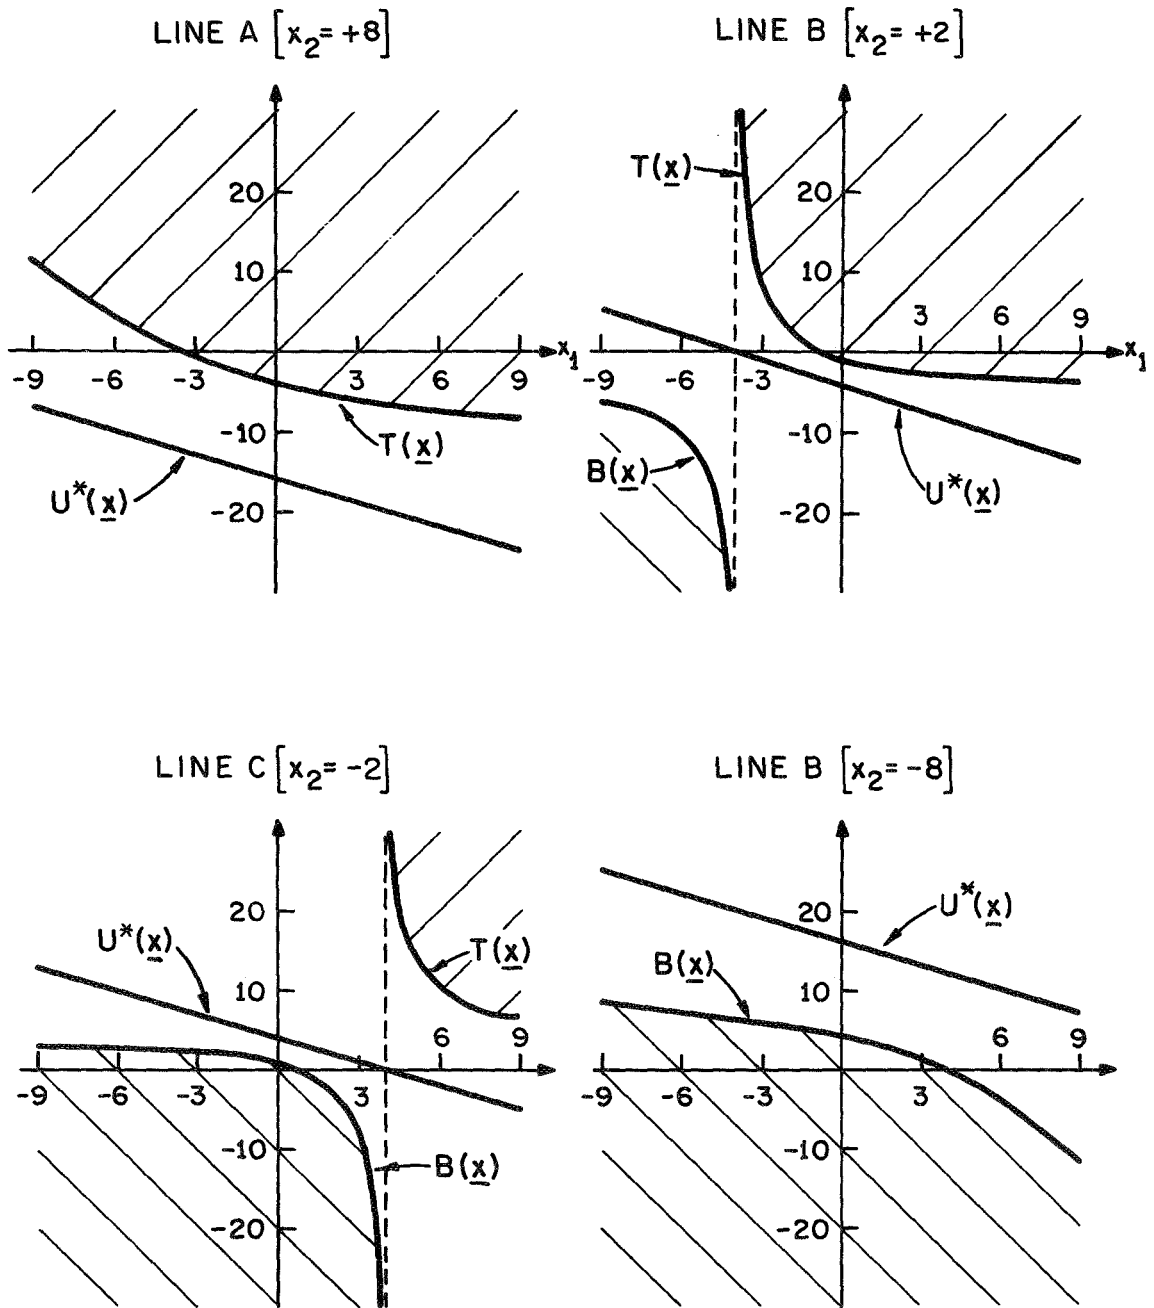 LINE A [x2 = +8]
20
10
-9 -6 -3 3 6 9 x1
-10
-20
T(x)
U*(x)
LINE B [x2 = +2]
T(x)
20
10
3 6 9
-9 -6 -3 x1
-10
-20
B(x)
U*(x)
LINE C [x2 = -2]
U*(x)
20
10
T(x)
6 9
-9 -6 -3 3
-10
-20
B(x)
LINE B [x2 = -8]
U*(x)
20
B(x)
10
6 9
-9 -6 -3 3
-10
-20